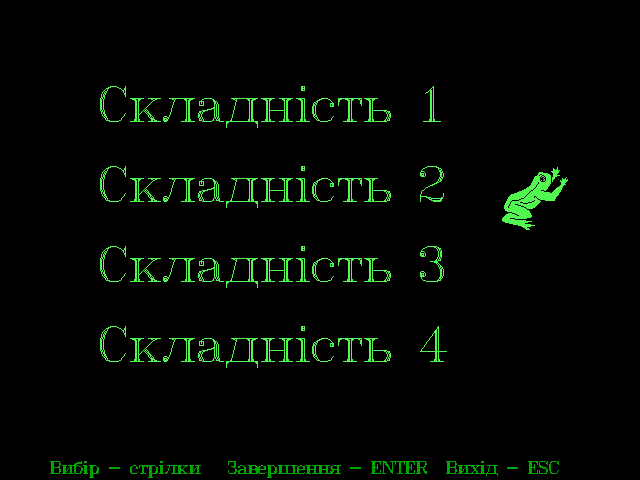 Складність 1
Складність 2
Складність 3
Складність 4
Вибір – стрілки Завершення – ENTER Вихід – ESC